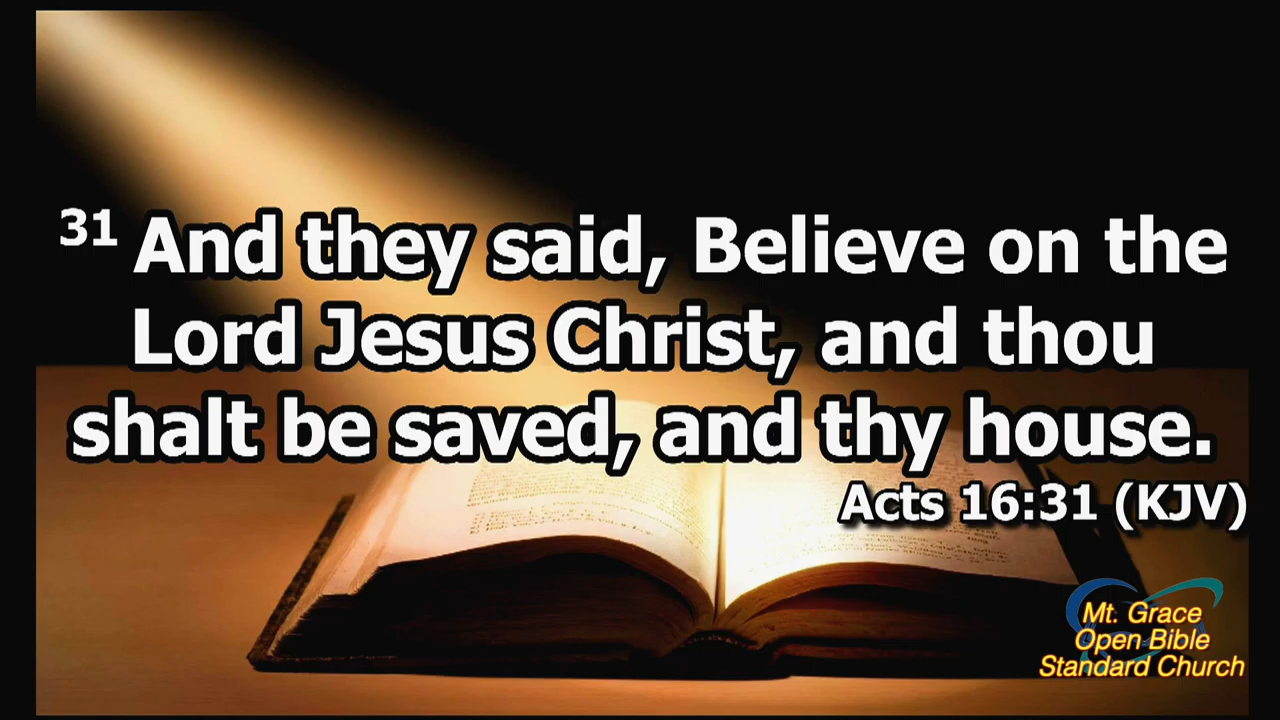 31 And they said, Believe on the
Lord Jesus Christ, and thou
shalt be saved, and thy house.
Acts 16:31 (KJV)
Mt. Grace
Open Bible
Standard Church